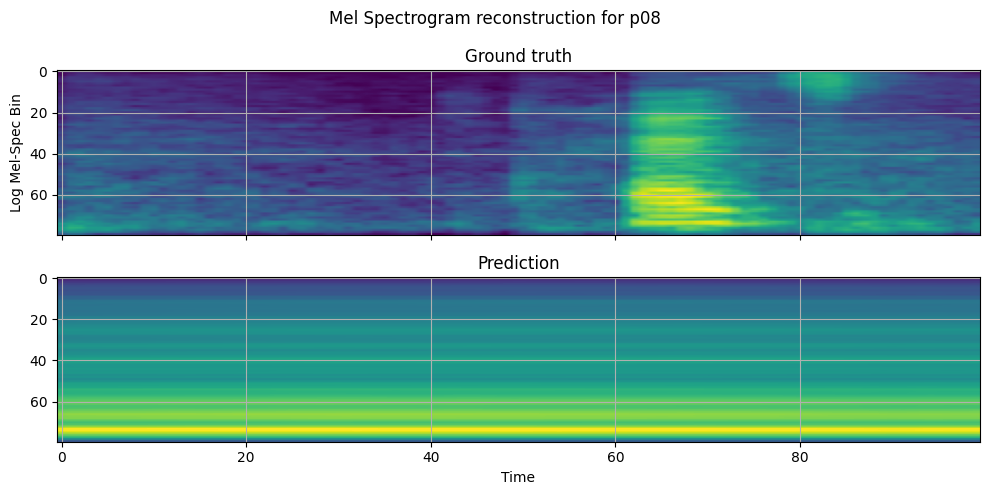 Mel Spectrogram reconstruction for p08
Ground truth
0
20
40
60
Log Mel-Spec Bin
Prediction
0
20
40
60
0 20 40 60 80
Time